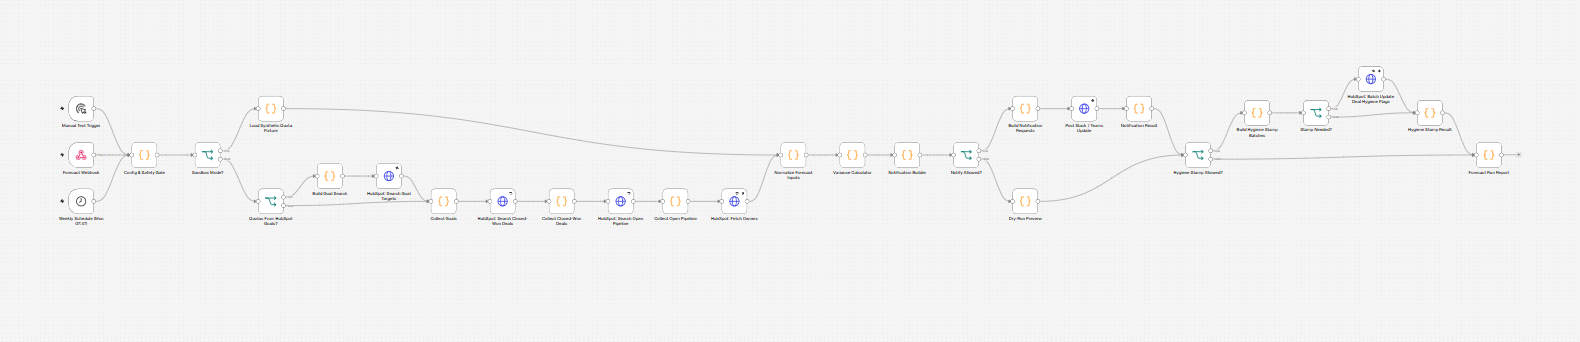 Manual Test Trigger
Forecast Webhook
Weekly Schedule (Mon
07:47)
Config & Safety Gate
Sandbox Mode?
Load Synthetic Quota
Fixture
Quotas From HubSpot
Goals?
Build Goal Search
HubSpot: Search Goal
Targets
Collect Goals
HubSpot: Search Closed-
Won Deals
Collect Closed-Won
Deals
HubSpot: Search Open
Pipeline
Collect Open Pipeline
HubSpot: Fetch Owners
Normalize Forecast
Inputs
Variance Calculator
Notification Builder
Notify Allowed?
Build Notification
Requests
Post Slack / Teams
Update
Notification Result
Dry-Run Preview
Hygiene Stamp Allowed?
Build Hygiene Stamp
Batches
Stamp Needed?
HubSpot: Batch Update
Deal Hygiene Flags
Hygiene Stamp Result
Forecast Run Report